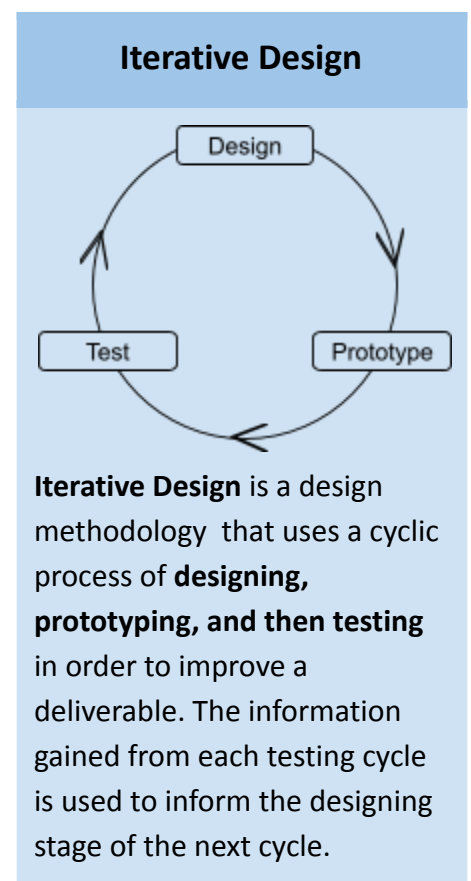 Iterative Design
Design
Test
Prototype
Iterative Design is a design
methodology  that uses a cyclic
process of designing,
prototyping, and then testing
in order to improve a
deliverable. The information
gained from each testing cycle
is used to inform the designing
stage of the next cycle.